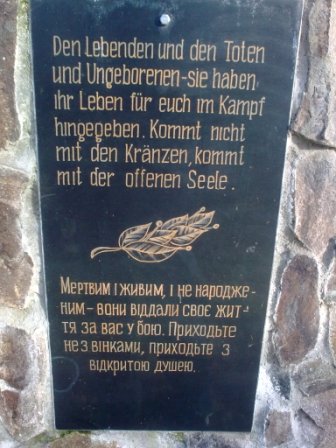 Den Lebenden und den Toten
und Ungeborenen-sie haben
ihr Leben für euch im Kampf
hingegeben. Kommt nicht
mit den Kränzen, kommt
mit der offenen Seele.
Мертвим і живим, і не народже-
ним- вони віддали своє жит-
тя за вас у бою. Приходьте
не з вінками, приходьте з
відкритою душею.